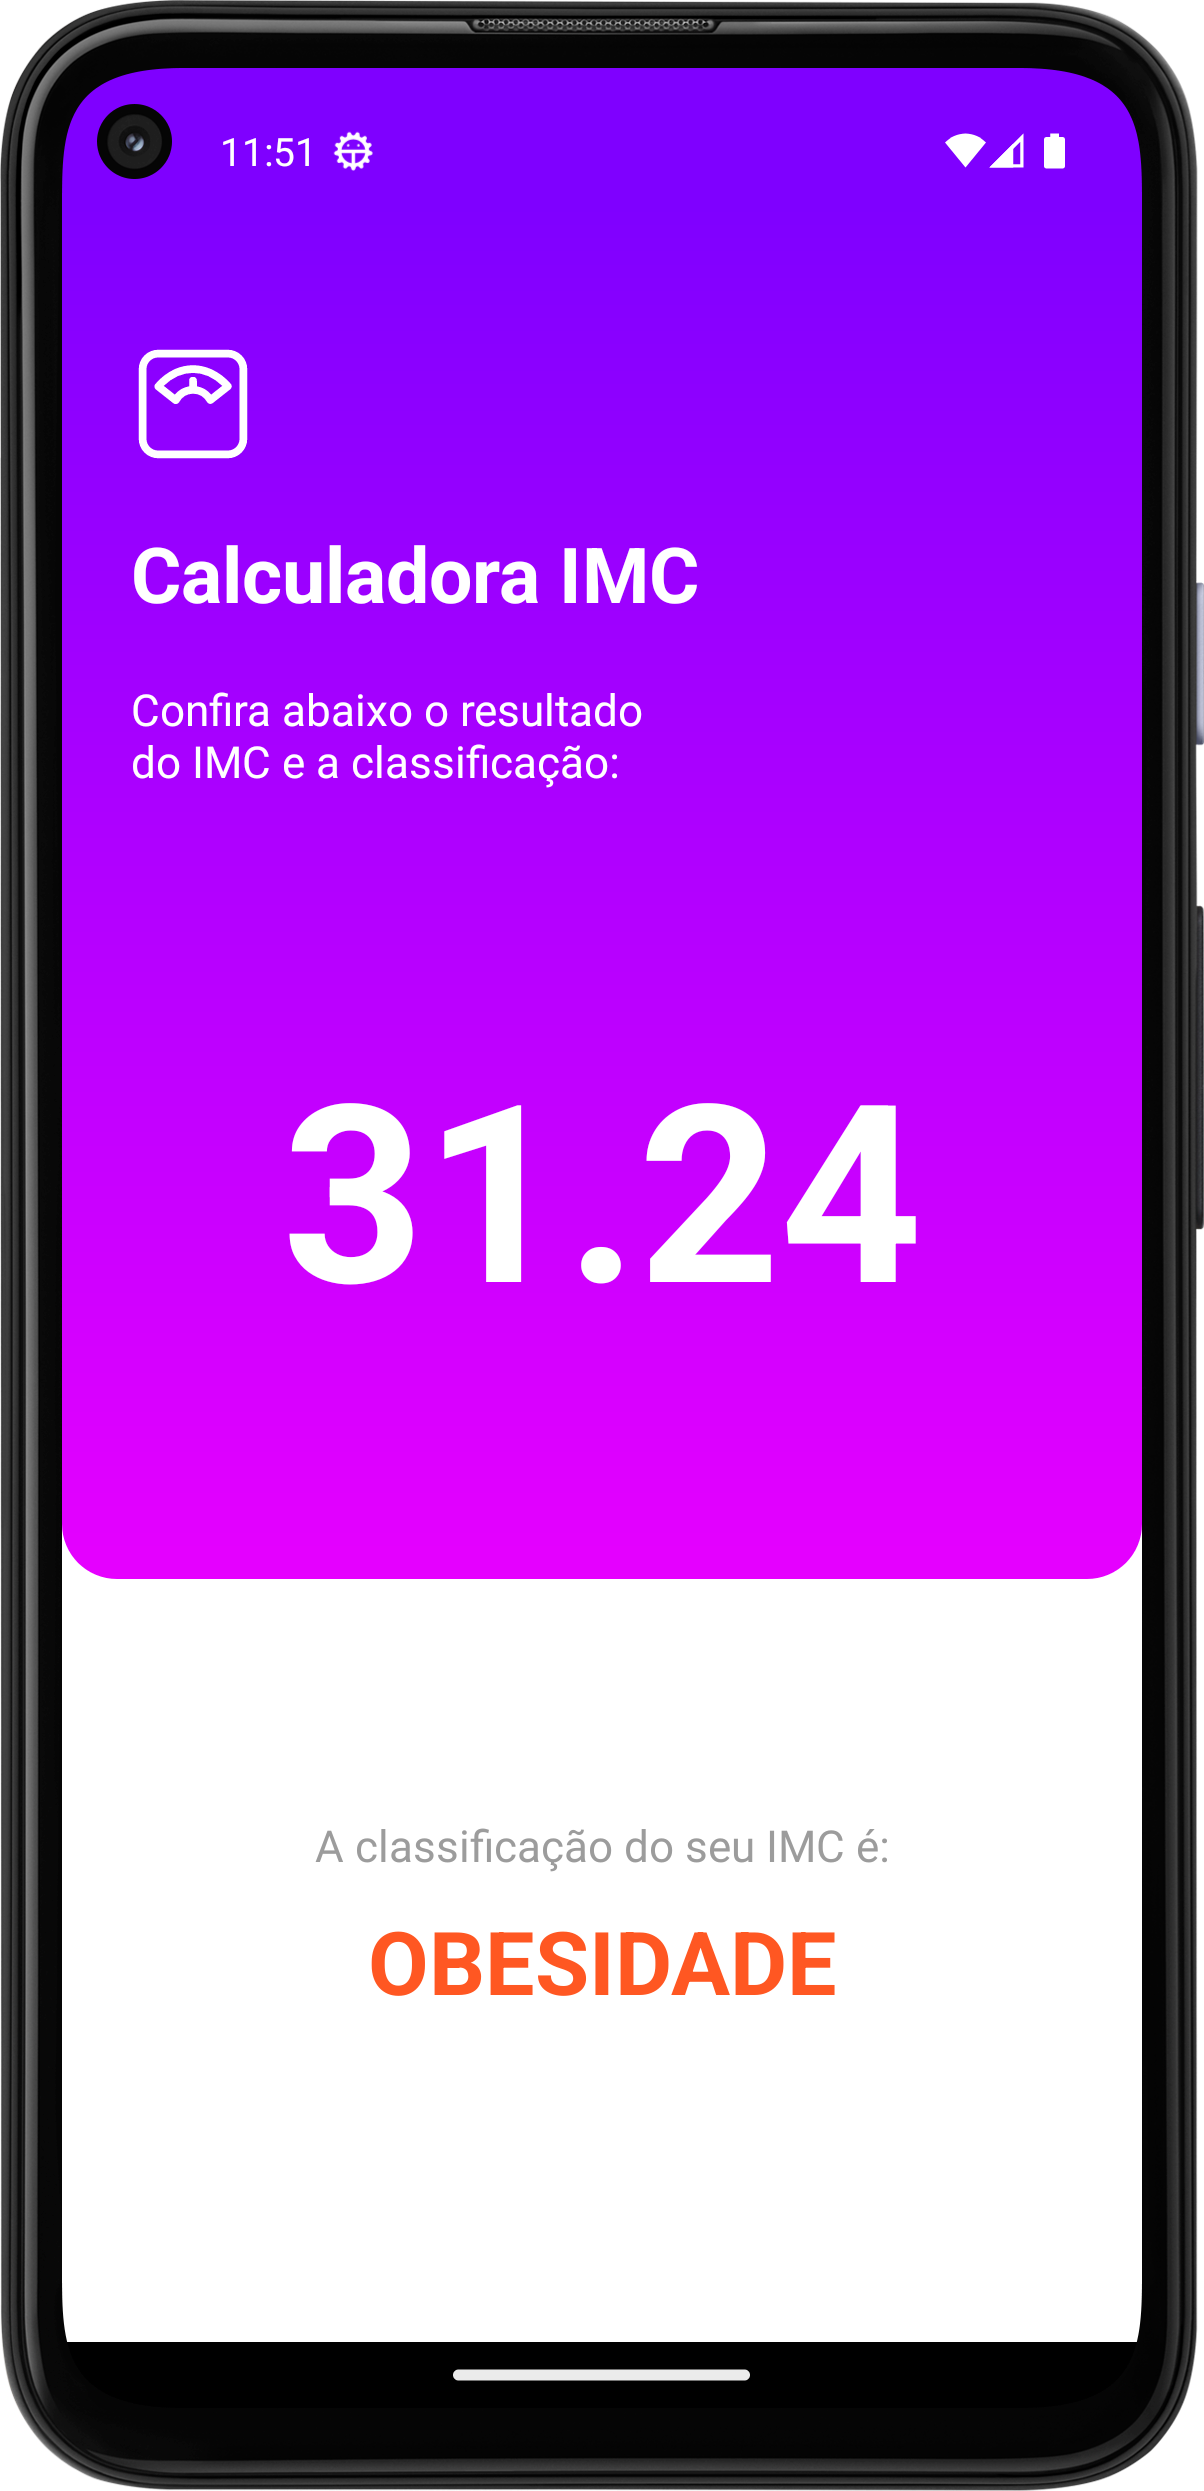 11:51
Calculadora IMC
Confira abaixo o resultado
do IMC e a classificação:
31.24
A classificação do seu IMC é:
OBESIDADE